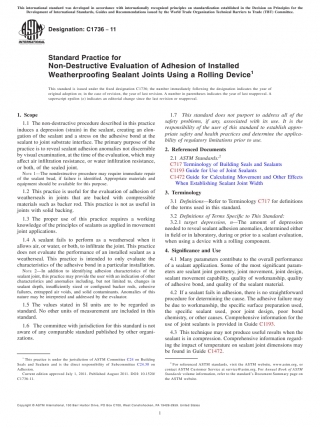 This international standard was developed in accordance with internationally recognized principles on standardization established in the Decision on Principles for the
Development of International Standards, Guides and Recommendations issued by the World Trade Organization Technical Barriers to Trade (TBT) Committee.
Designation: C1736 – 11
Standard Practice for
Non-Destructive Evaluation of Adhesion of Installed
Weatherproofing Sealant Joints Using a Rolling Device1
This standard is issued under the fixed designation C1736; the number immediately following the designation indicates the year of
original adoption or, in the case of revision, the year of last revision. A number in parentheses indicates the year of last reapproval. A
superscript epsilon (ε) indicates an editorial change since the last revision or reapproval.
1. Scope
1.1 The non-destructive procedure described in this practice
induces a depression (strain) in the sealant, creating an elon-
gation of the sealant and a stress on the adhesive bond at the
sealant to joint substrate interface. The primary purpose of the
practice is to reveal sealant adhesion anomalies not discernible
by visual examination, at the time of the evaluation, which may
affect air infiltration resistance, or water infiltration resistance,
or both, of the sealed joint.
NOTE 1—The nondestructive procedure may require immediate repair
of the sealant bead, if failure is identified. Appropriate materials and
equipment should be available for this purpose.
1.2 This practice is useful for the evaluation of adhesion of
weatherseals in joints that are backed with compressible
materials such as backer rod. This practice is not as useful in
joints with solid backing.
1.3 The proper use of this practice requires a working
knowledge of the principles of sealants as applied in movement
joint applications.
1.4 A sealant fails to perform as a weatherseal when it
allows air, or water, or both, to infiltrate the joint. This practice
does not evaluate the performance of an installed sealant as a
weatherseal. This practice is intended to only evaluate the
characteristics of the adhesive bond in a particular installation.
NOTE 2—In addition to identifying adhesion characteristics of the
sealant joint, this practice may provide the user with an indication of other
characteristics and anomalies including, but not limited to, changes in
sealant depth, insufficiently sized or configured backer rods, cohesive
failures, entrapped air voids, and solid contaminants. Anomalies of this
nature may be interpreted and addressed by the evaluator.
1.5 The values stated in SI units are to be regarded as
standard. No other units of measurement are included in this
standard.
1.6 The committee with jurisdiction for this standard is not
aware of any comparable standard published by other organi-
zations.
1 This practice is under the jurisdiction of ASTM Committee C24 on Building
Seals and Sealants and is the direct responsibility of Subcommittee C24.30 on
Adhesion.
Current edition approved July 1, 2011. Published August 2011. DOI: 10.1520/
C1736-11.
1.7 This standard does not purport to address all of the
safety problems, if any, associated with its use. It is the
responsibility of the user of this standard to establish appro-
priate safety and health practices and determine the applica-
bility of regulatory limitations prior to use.
2. Referenced Documents
2.1 ASTM Standards:2
C717 Terminology of Building Seals and Sealants
C1193 Guide for Use of Joint Sealants
C1472 Guide for Calculating Movement and Other Effects
When Establishing Sealant Joint Width
3. Terminology
3.1 Definitions—Refer to Terminology C717 for definitions
of the terms used in this standard.
3.2 Definitions of Terms Specific to This Standard:
3.2.1 target depression, n—The amount of depression
needed to reveal sealant adhesion anomalies, determined either
in field or in laboratory, during or prior to a sealant evaluation,
when using a device with a rolling component.
4. Significance and Use
4.1 Many parameters contribute to the overall performance
of a sealant application. Some of the most significant param-
eters are sealant joint geometry, joint movement, joint design,
sealant movement capability, quality of workmanship, quality
of adhesive bond, and quality of the sealant material.
4.2 If a sealant fails in adhesion, there is no straightforward
procedure for determining the cause. The adhesive failure may
be due to workmanship, the specific surface preparation used,
the specific sealant used, poor joint design, poor bond
chemistry, or other causes. Comprehensive information for the
use of joint sealants is provided in Guide C1193.
4.3 This technique may not produce useful results when the
sealant is in compression. Comprehensive information regard-
ing the impact of temperature on sealant joint dimensions may
be found in Guide C1472.
2 For referenced ASTM standards, visit the ASTM website, www.astm.org, or
contact ASTM Customer Service at service@astm.org. For Annual Book of ASTM
Standards volume information, refer to the standard's Document Summary page on
the ASTM website.
Copyright © ASTM International, 100 Barr Harbor Drive, PO Box C700, West Conshohocken, PA 19428-2959. United States
1